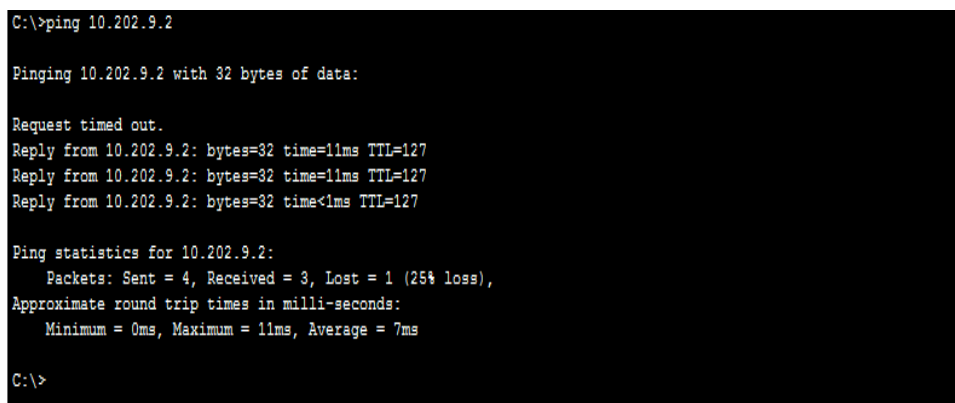 C:\>ping 10.202.9.2
Pinging 10.202.9.2 with 32 bytes of data:
Request timed out.
Reply from 10.202.9.2: bytes=32 time=11ms TTL=127
Reply from 10.202.9.2: bytes=32 time=11ms TTL=127
Reply from 10.202.9.2: bytes=32 time<1ms TTL=127
Ping statistics for 10.202.9.2:
Packets: Sent = 4, Received = 3, Lost = 1 (25% loss),
Approximate round trip times in milli-seconds:
Minimum = 0ms, Maximum = 11ms, Average = 7ms
C:\>